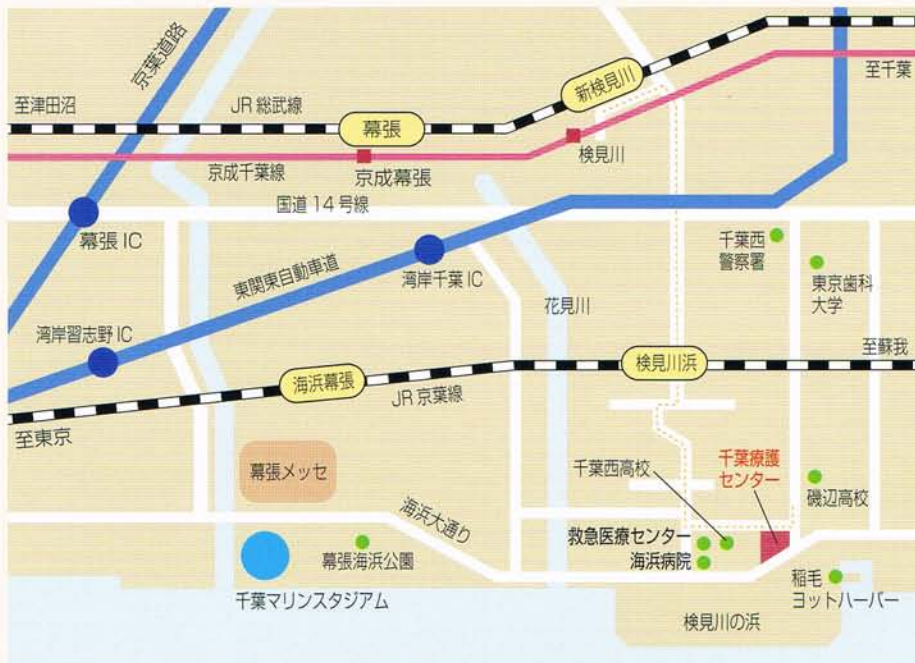 京葉道路
至千葉
至津田沼
JR 総武線
新検見川
幕張
検見川
京成千葉線
京成幕張
国道 14 号線
幕張 IC
千葉西
警察署
東関東自動車道
湾岸千葉 IC
花見川
東京歯科
大学
湾岸習志野 IC
至蘇我
検見川浜
海浜幕張
JR 京葉線
至東京
幕張メッセ
千葉西高校
千葉療護
センター
磯辺高校
海浜大通り
救急医療センター
海浜病院
幕張海浜公園
稲毛
ヨットハーバー
千葉マリンスタジアム
検見川の浜